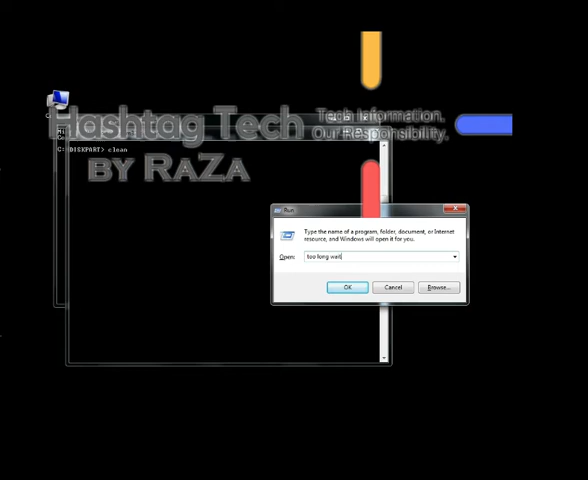 Hashtag Tech
by RaZa
Tech Information,
Our Responsibility.
C: DISKPART> clean
Run
Type the name of a program, folder, document, or Internet
resource, and Windows will open it for you.
Open: too long wait
OK
Cancel
Browse...